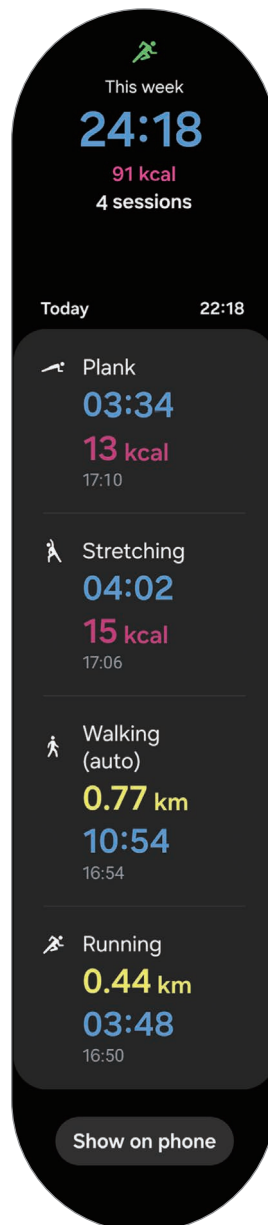 This week
24:18
91 kcal
4 sessions
Today 22:18
Plank
03:34
13 kcal
17:10
Stretching
04:02
15 kcal
17:06
Walking
(auto)
0.77 km
10:54
16:54
Running
0.44 km
03:48
16:50
Show on phone